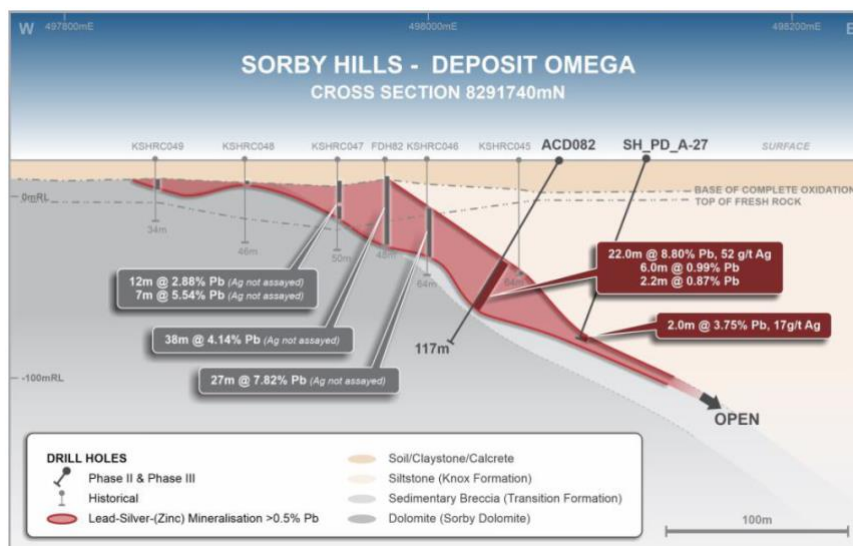 W
497800mE
498000mE
498200mE
E
SORBY HILLS - DEPOSIT OMEGA
CROSS SECTION 8291740mN
KSHRC049
KSHRC048
KSHRC047
FDH82
KSHRC046
KSHRC045
ACD082
SH_PD_A-27
SURFACE
0mRL
BASE OF COMPLETE OXIDATION
TOP OF FRESH ROCK
34m
46m
50m
48m
64m
64m
22.0m @ 8.80% Pb, 52 g/t Ag
6.0m @ 0.99% Pb
2.2m @ 0.87% Pb
12m @ 2.88% Pb (Ag not assayed)
7m @ 5.54% Pb (Ag not assayed)
2.0m @ 3.75% Pb, 17g/t Ag
38m @ 4.14% Pb (Ag not assayed)
117m
27m @ 7.82% Pb (Ag not assayed)
-100mRL
OPEN
DRILL HOLES
Phase II & Phase III
Historical
Lead-Silver-(Zinc) Mineralisation >0.5% Pb
Soil/Claystone/Calcrete
Siltstone (Knox Formation)
Sedimentary Breccia (Transition Formation)
Dolomite (Sorby Dolomite)
100m